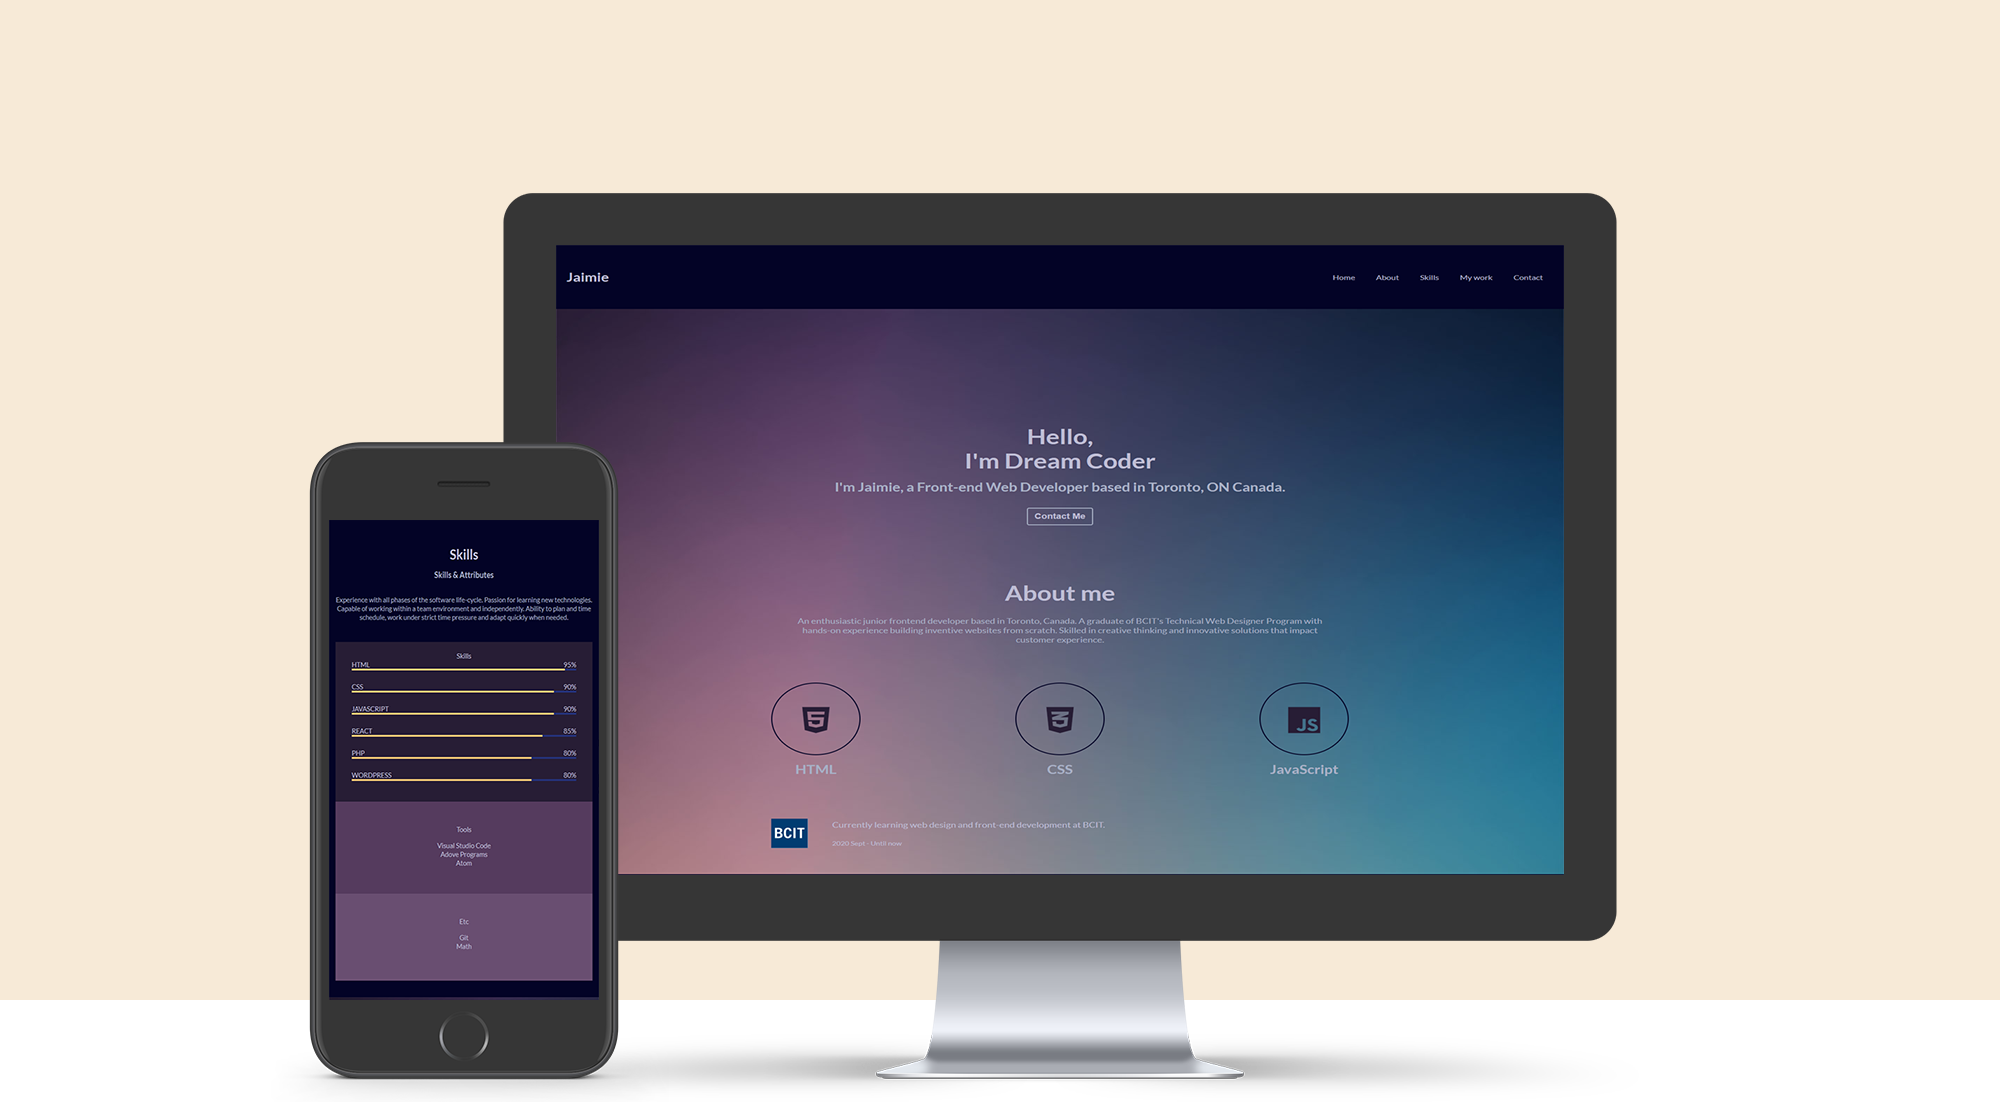 Jaimie
Home About Skills My work Contact
Hello,
I'm Dream Coder
I'm Jaimie, a Front-end Web Developer based in Toronto, ON Canada.
Contact Me
About me
An enthusiastic junior frontend developer based in Toronto, Canada. A graduate of BCIT's Technical Web Designer Program with
hands-on experience building inventive websites from scratch. Skilled in creative thinking and innovative solutions that impact
customer experience.
5
3
JS
HTML
CSS
JavaScript
BCIT
Currently learning web design and front-end development at BCIT.
2020 Sept - Until now
Skills
Skills & Attributes
Experience with all phases of the software life-cycle. Passion for learning new technologies.
Capable of working within a team environment and independently. Ability to plan and time
schedule, work under strict time pressure and adapt quickly when needed.
Skills
HTML 95%
CSS 90%
JAVASCRIPT 90%
REACT 85%
PHP 80%
WORDPRESS 80%
Tools
Visual Studio Code
Adove Programs
Atom
Etc
Git
Math